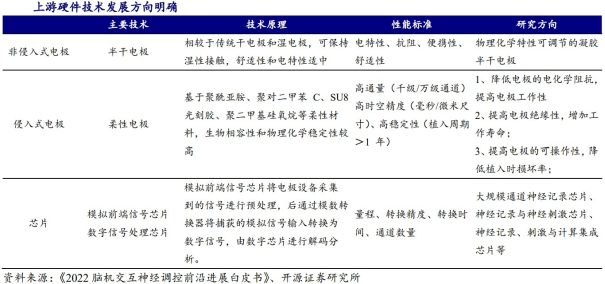 上游硬件技术发展方向明确
主要技术 技术原理 性能标准 研究方向
非侵入式电极 半干电极 相较于传统干电极和湿电极，可保持湿性接触，舒适性和电特性适中 电特性、抗阻、便携性、舒适性 物理化学特性可调节的凝胶半干电极
侵入式电极 柔性电极 基于聚酰亚胺、聚对二甲苯 C、SU8 光刻胶、聚二甲基硅氧烷等柔性材料，生物相容性和物理化学稳定性较高 高通量（千级/万级通道）高时空精度（毫秒/微米尺寸）、高稳定性（植入周期＞1 年） 1、降低电极的电化学阻抗，提高电极工作性 2、提高电极绝缘性，增加工作寿命； 3、提高电极的可操作性，降低植入时损坏率；
芯片 模拟前端信号芯片 数字信号处理芯片 模拟前端信号芯片将电极设备采集到的信号进行预处理，后通过模数转换器将捕获的模拟信号输入转换为数字信号，由数字芯片进行解码分析。 量程、转换精度、转换时间、通道数量 大规模通道神经记录芯片、神经记录与神经刺激芯片、神经记录、刺激与计算集成芯片等
资料来源：《2022 脑机交互神经调控前沿进展白皮书》、开源证券研究所